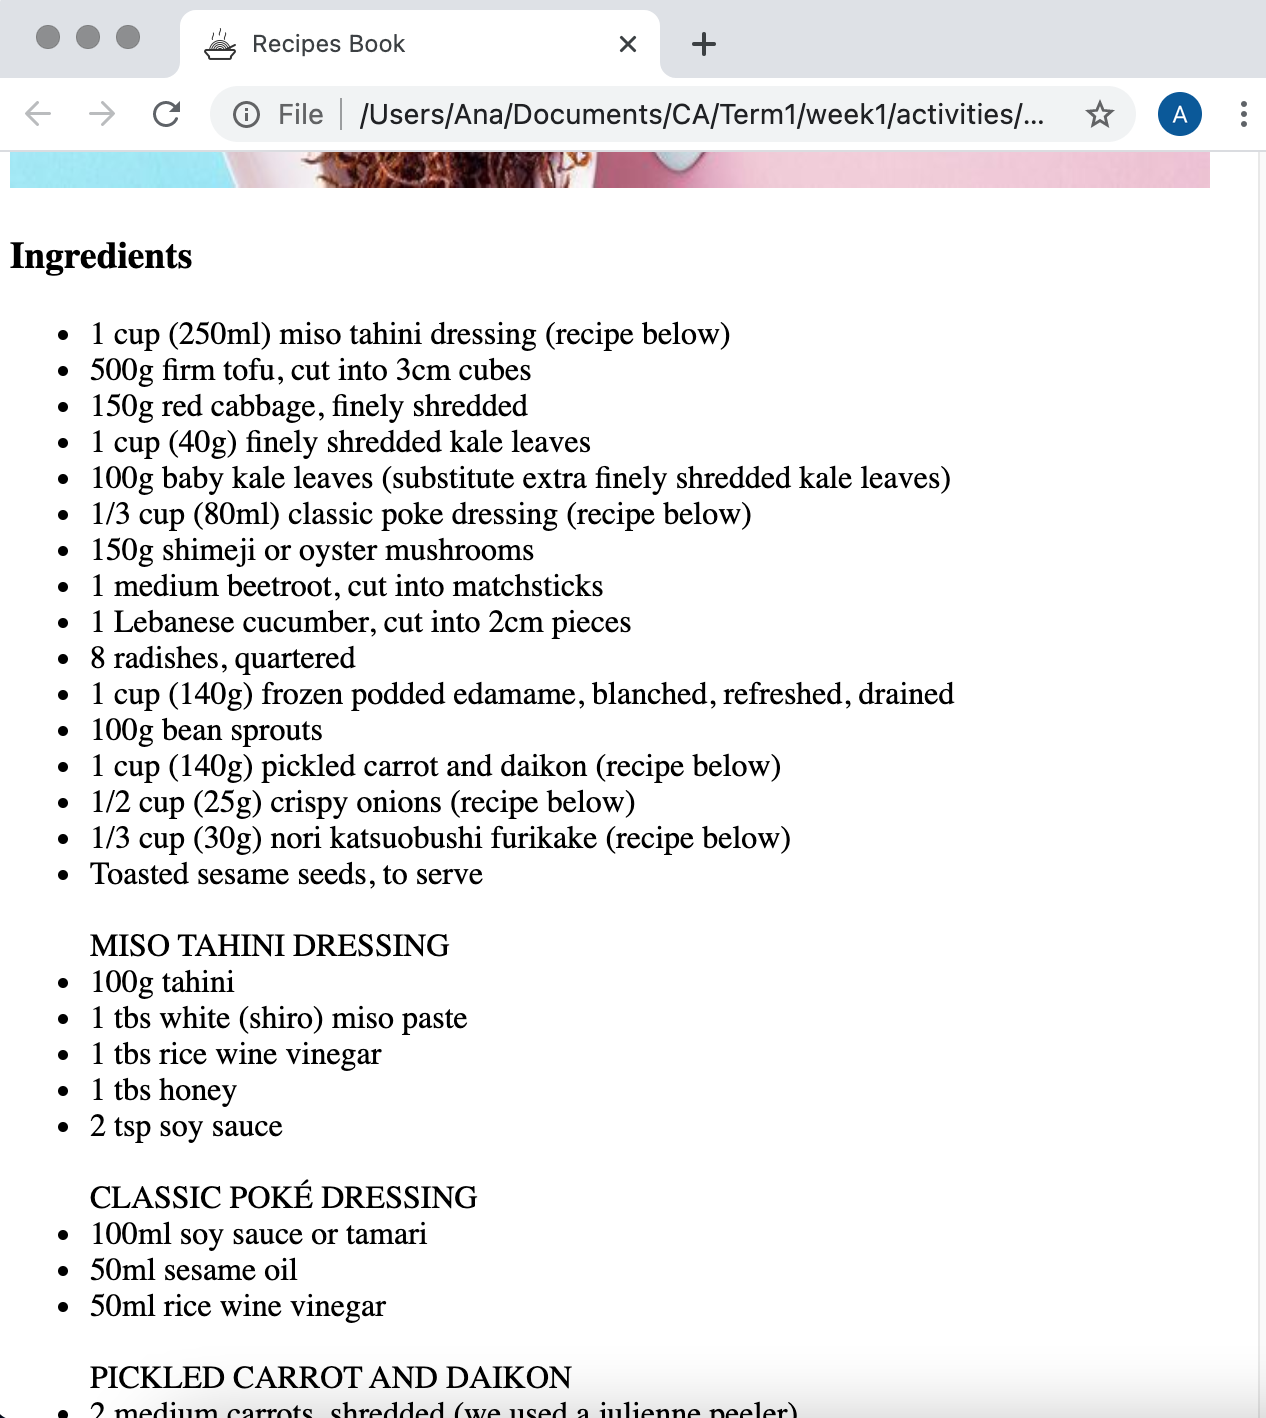 Recipes Book
File | /Users/Ana/Documents/CA/Term1/week1/activities/...
A
Ingredients
• 1 cup (250ml) miso tahini dressing (recipe below)
• 500g firm tofu, cut into 3cm cubes
• 150g red cabbage, finely shredded
• 1 cup (40g) finely shredded kale leaves
• 100g baby kale leaves (substitute extra finely shredded kale leaves)
• 1/3 cup (80ml) classic poke dressing (recipe below)
• 150g shimeji or oyster mushrooms
• 1 medium beetroot, cut into matchsticks
• 1 Lebanese cucumber, cut into 2cm pieces
• 8 radishes, quartered
• 1 cup (140g) frozen podded edamame, blanched, refreshed, drained
• 100g bean sprouts
• 1 cup (140g) pickled carrot and daikon (recipe below)
• 1/2 cup (25g) crispy onions (recipe below)
• 1/3 cup (30g) nori katsuobushi furikake (recipe below)
• Toasted sesame seeds, to serve
MISO TAHINI DRESSING
• 100g tahini
• 1 tbs white (shiro) miso paste
• 1 tbs rice wine vinegar
• 1 tbs honey
• 2 tsp soy sauce
CLASSIC POKÉ DRESSING
• 100ml soy sauce or tamari
• 50ml sesame oil
• 50ml rice wine vinegar
PICKLED CARROT AND DAIKON
• 2 medium carrots, shredded (we used a julienne peeler)